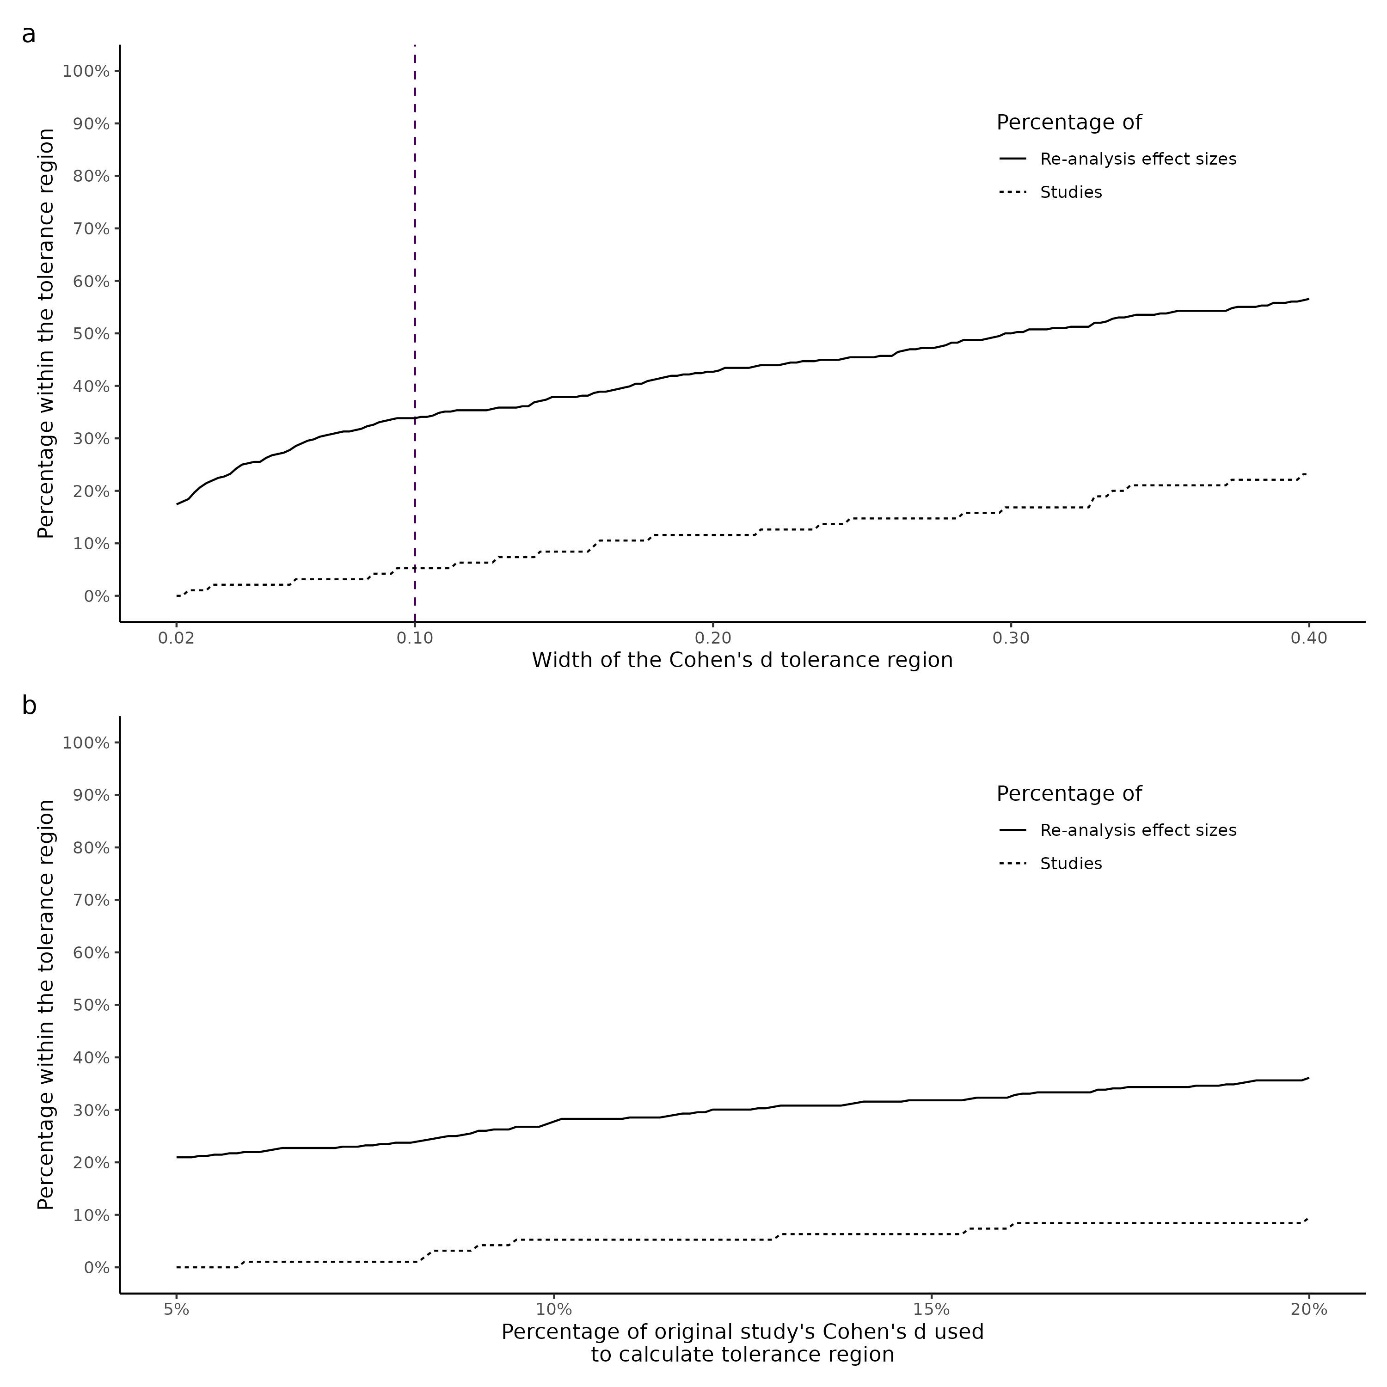 a
100%
90%
80%
70%
60%
50%
40%
30%
20%
10%
0%
Percentage within the tolerance region
Percentage of
Re-analysis effect sizes
Studies
0.02 0.10 0.20 0.30 0.40
Width of the Cohen's d tolerance region
b
100%
90%
80%
70%
60%
50%
40%
30%
20%
10%
0%
Percentage within the tolerance region
Percentage of
Re-analysis effect sizes
Studies
5% 10% 15% 20%
Percentage of original study's Cohen's d used
to calculate tolerance region